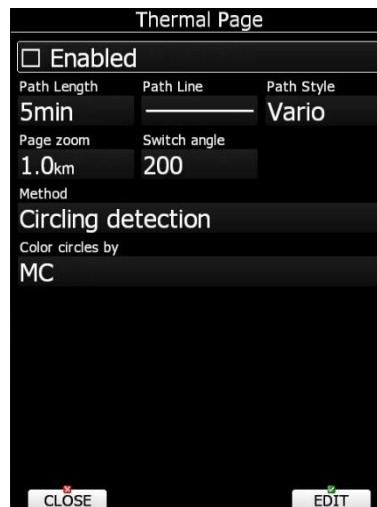 Thermal Page
Enabled
Path Length Path Line Path Style
5min Vario
Page zoom Switch angle
1.0km 200
Method
Circling detection
Color circles by
MC
CLOSE EDIT